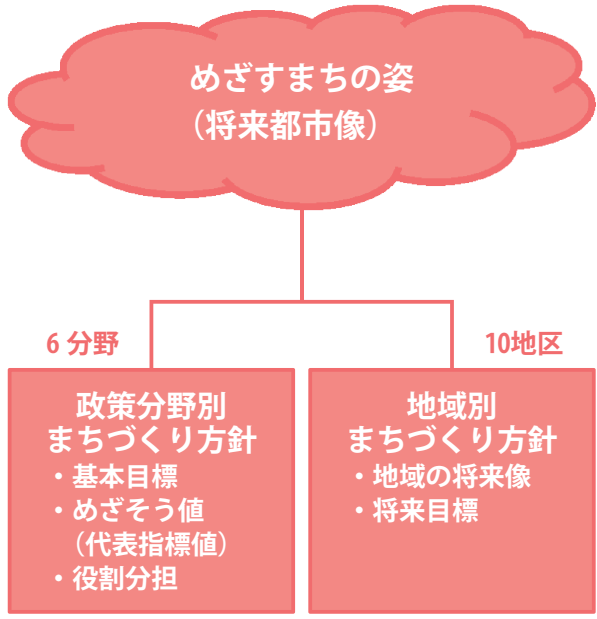 めざすまちの姿
（将来都市像）
6 分野
10地区
政策分野別
まちづくり方針
・基本目標
・めざそう値
（代表指標値）
・役割分担
地域別
まちづくり方針
・地域の将来像
・将来目標